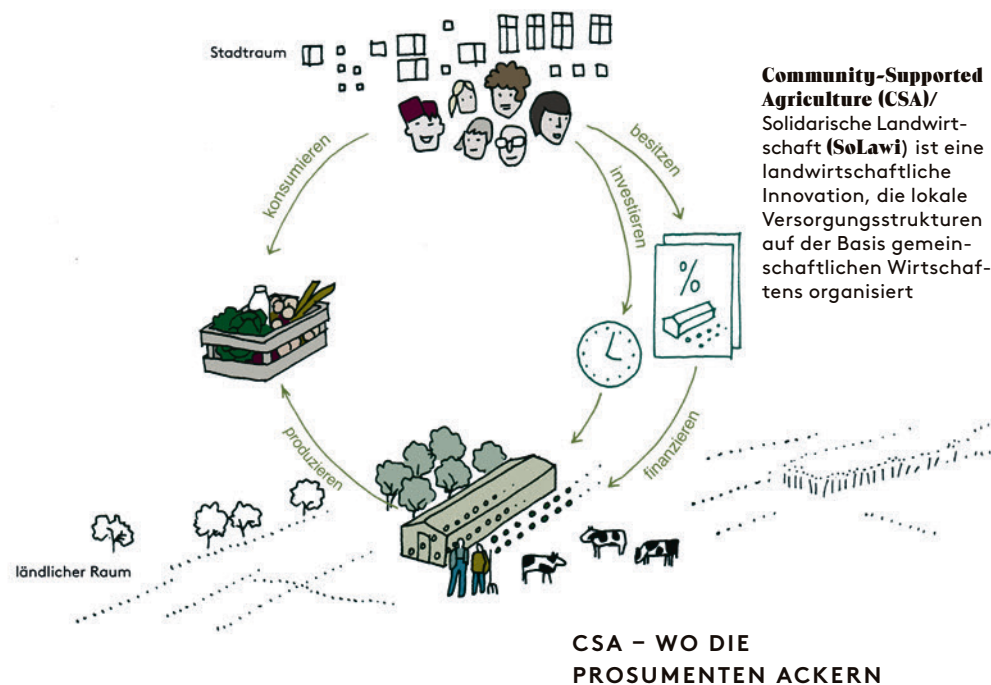 Stadtraum
Community-Supported
Agriculture (CSA)/
Solidarische Landwirt-
schaft (SoLawi) ist eine
landwirtschaftliche
Innovation, die lokale
Versorgungsstrukturen
auf der Basis gemein-
schaftlichen Wirtschaf-
tens organisiert
konsumieren
besitzen
investieren
%
produzieren
finanzieren
ländlicher Raum
CSA – WO DIE
PROSUMENTEN ACKERN